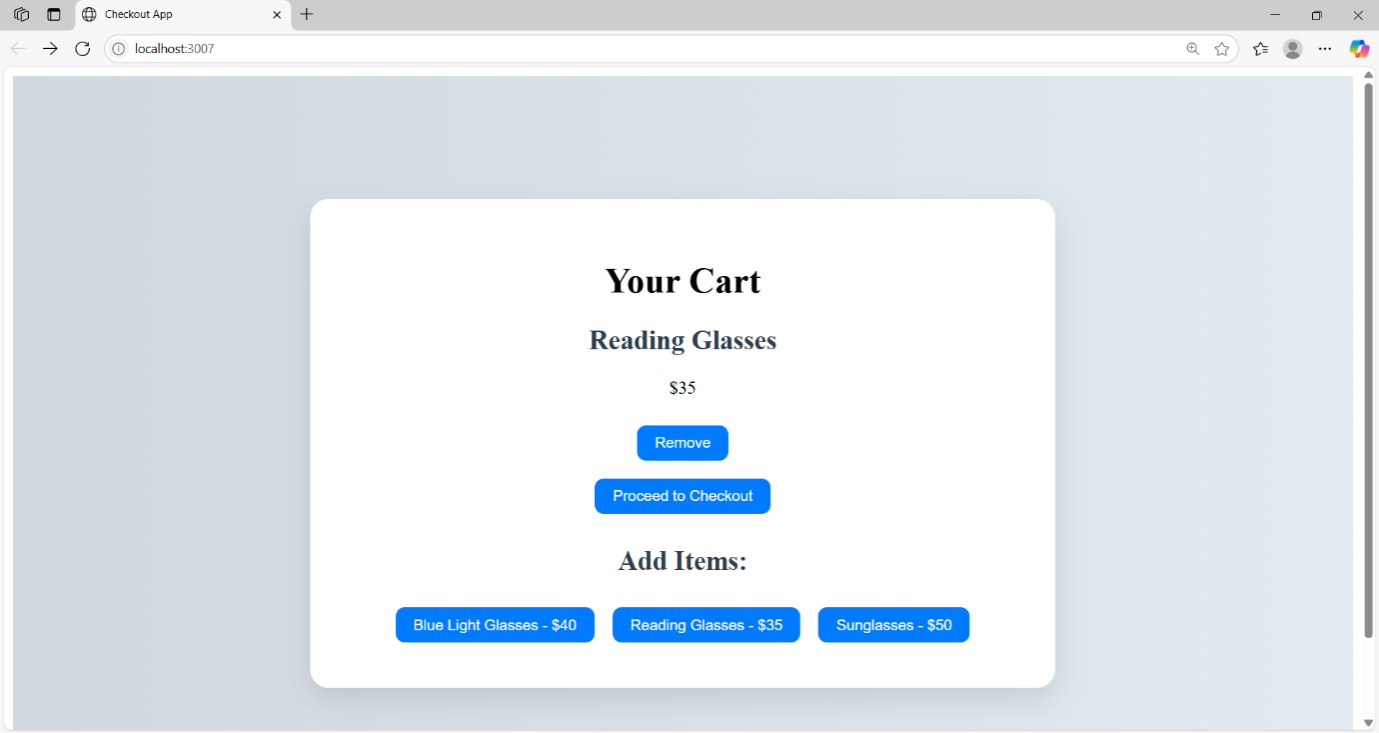 Checkout App
localhost:3007
Your Cart
Reading Glasses
$35
Remove
Proceed to Checkout
Add Items:
Blue Light Glasses - $40 Reading Glasses - $35 Sunglasses - $50